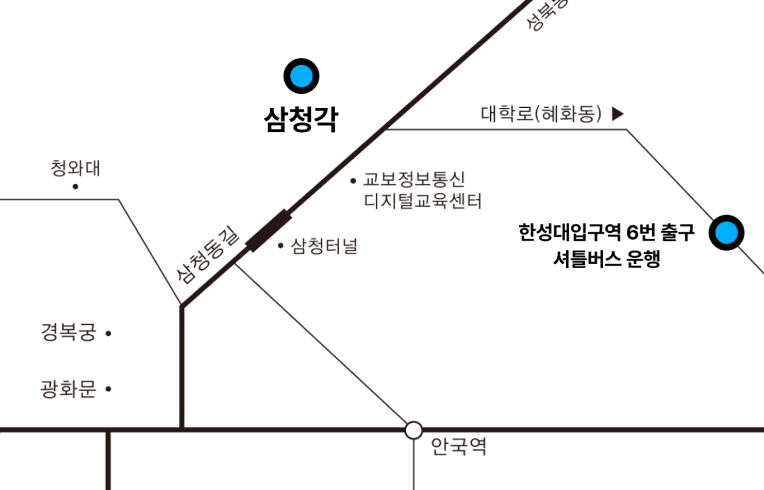 성북동
삼청각
대학로(혜화동) ▶
청와대
교보정보통신
디지털교육센터
한성대입구역 6번 출구
셔틀버스 운행
삼청동길
삼청터널
경복궁
광화문
안국역